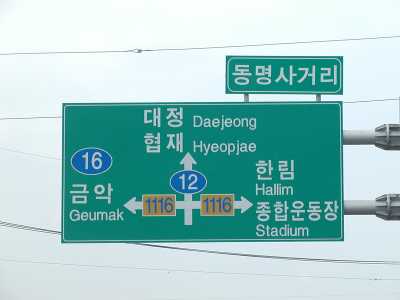 동명사거리
대정 Daejeong
협재 Hyeopjae
16
12
한림
Hallim
금악
Geumak
1116
1116
종합운동장
Stadium